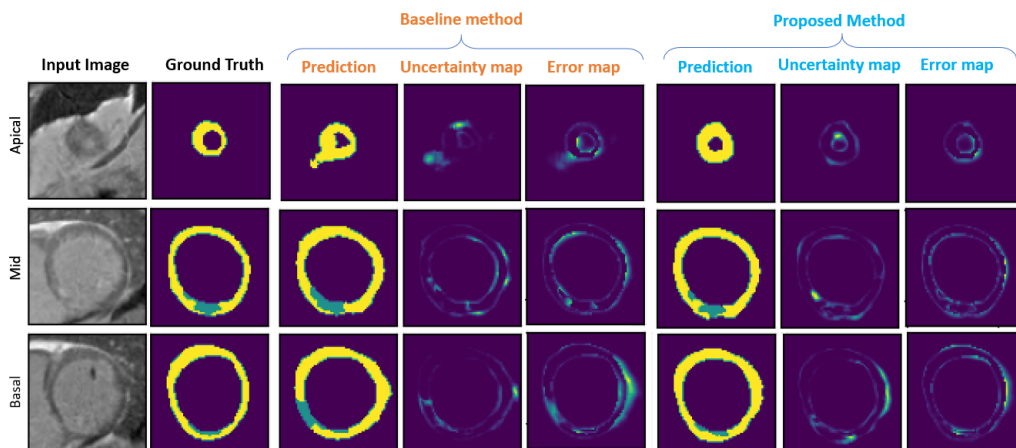 Baseline method
Proposed Method
Input Image
Ground Truth
Prediction
Uncertainty map
Error map
Prediction
Uncertainty map
Error map
Apical
Mid
Basal